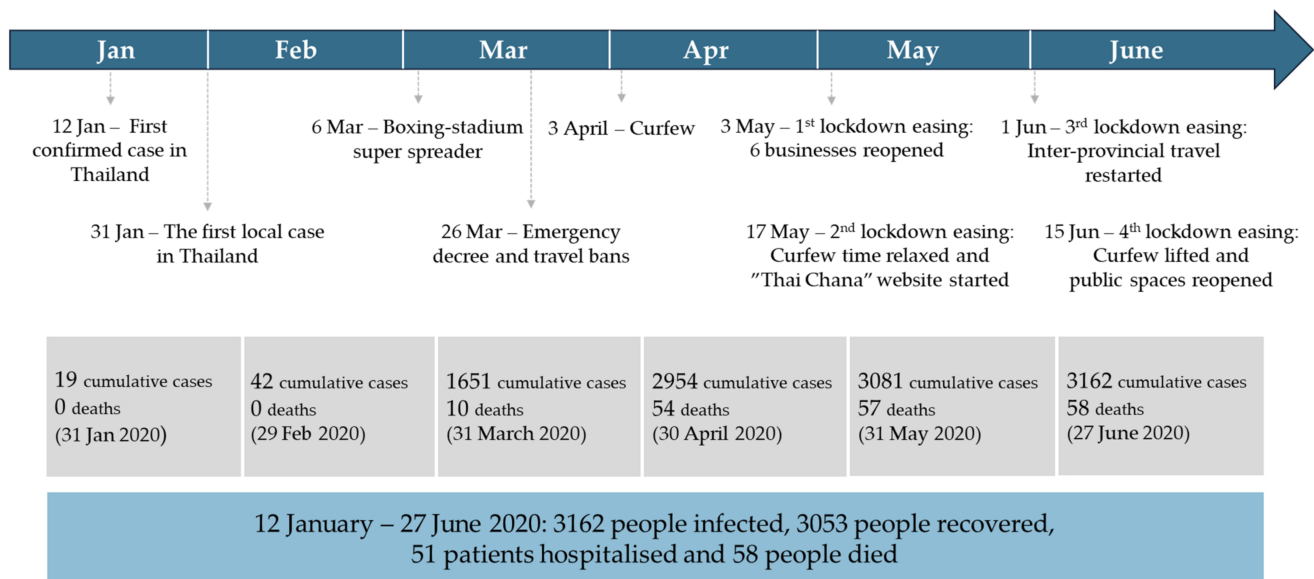 Jan
Feb
Mar
Apr
May
June
12 Jan – First
confirmed case in
Thailand
31 Jan – The first local case
in Thailand
6 Mar – Boxing-stadium
super spreader
26 Mar – Emergency
decree and travel bans
3 April – Curfew
3 May – 1st lockdown easing:
6 businesses reopened
17 May – 2nd lockdown easing:
Curfew time relaxed and
”Thai Chana” website started
1 Jun – 3rd lockdown easing:
Inter-provincial travel
restarted
15 Jun – 4th lockdown easing:
Curfew lifted and
public spaces reopened
19 cumulative cases
0 deaths
(31 Jan 2020)
42 cumulative cases
0 deaths
(29 Feb 2020)
1651 cumulative cases
10 deaths
(31 March 2020)
2954 cumulative cases
54 deaths
(30 April 2020)
3081 cumulative cases
57 deaths
(31 May 2020)
3162 cumulative cases
58 deaths
(27 June 2020)
12 January – 27 June 2020: 3162 people infected, 3053 people recovered,
51 patients hospitalised and 58 people died